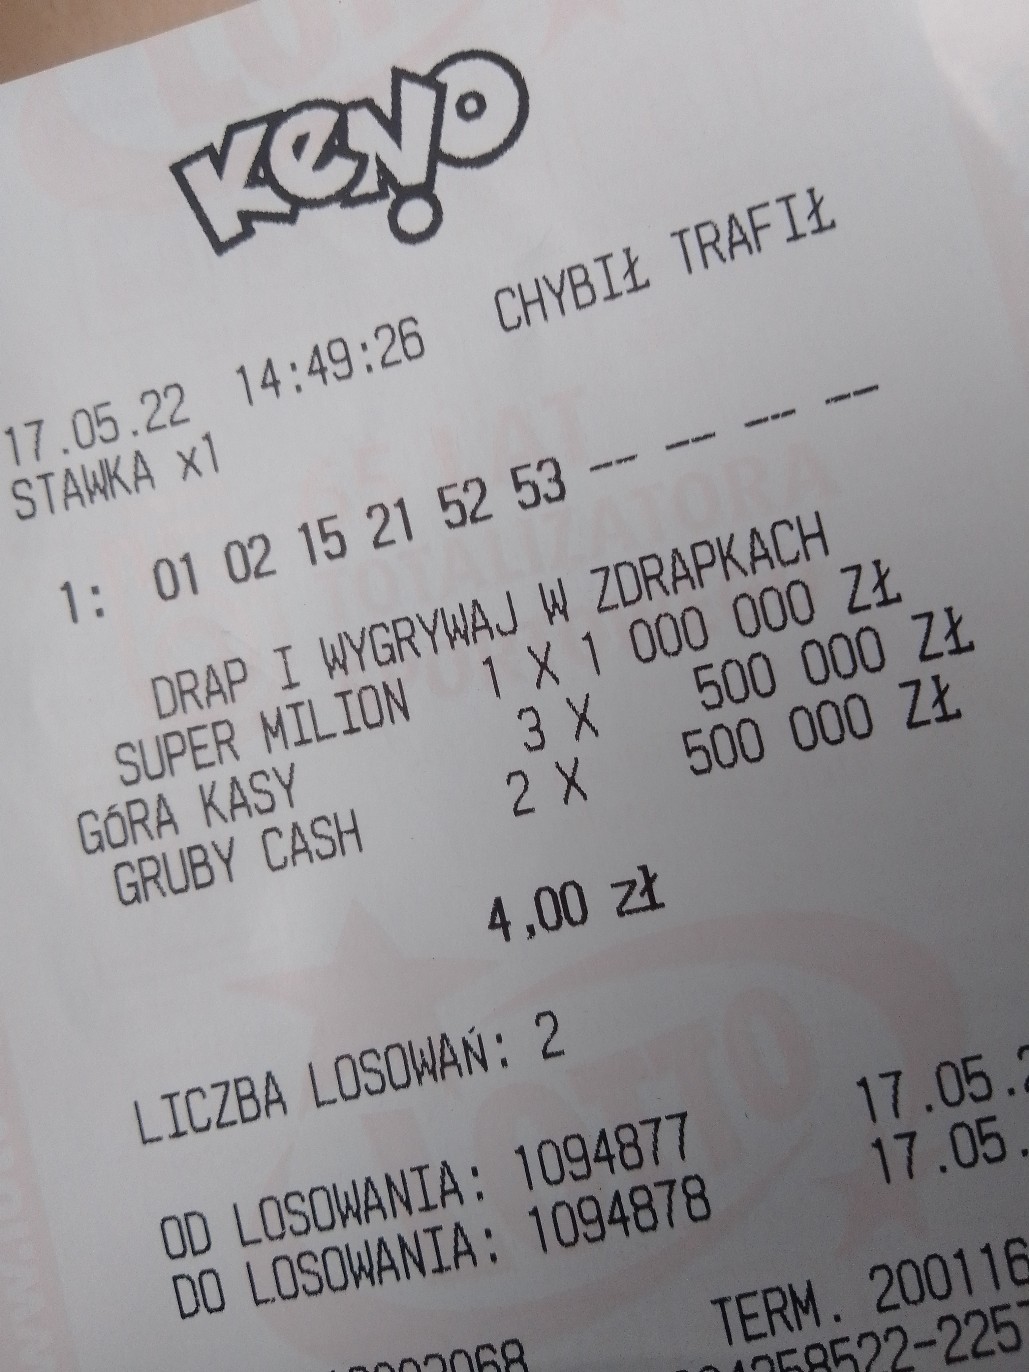 KENO
17.05.22 14:49:26 CHYBIŁ TRAFIŁ
STAWKA x1
1: 01 02 15 21 52 53 -- -- -- --
DRAP I WYGRYWAJ W ZDRAPKACH
SUPER MILION 1 X 1 000 000 ZŁ
GÓRA KASY 3 X 500 000 ZŁ
GRUBY CASH 2 X 500 000 ZŁ
4,00 zł
LICZBA LOSOWAŃ: 2
OD LOSOWANIA: 1094877 17.05.2
DO LOSOWANIA: 1094878 17.05.
TERM. 200116